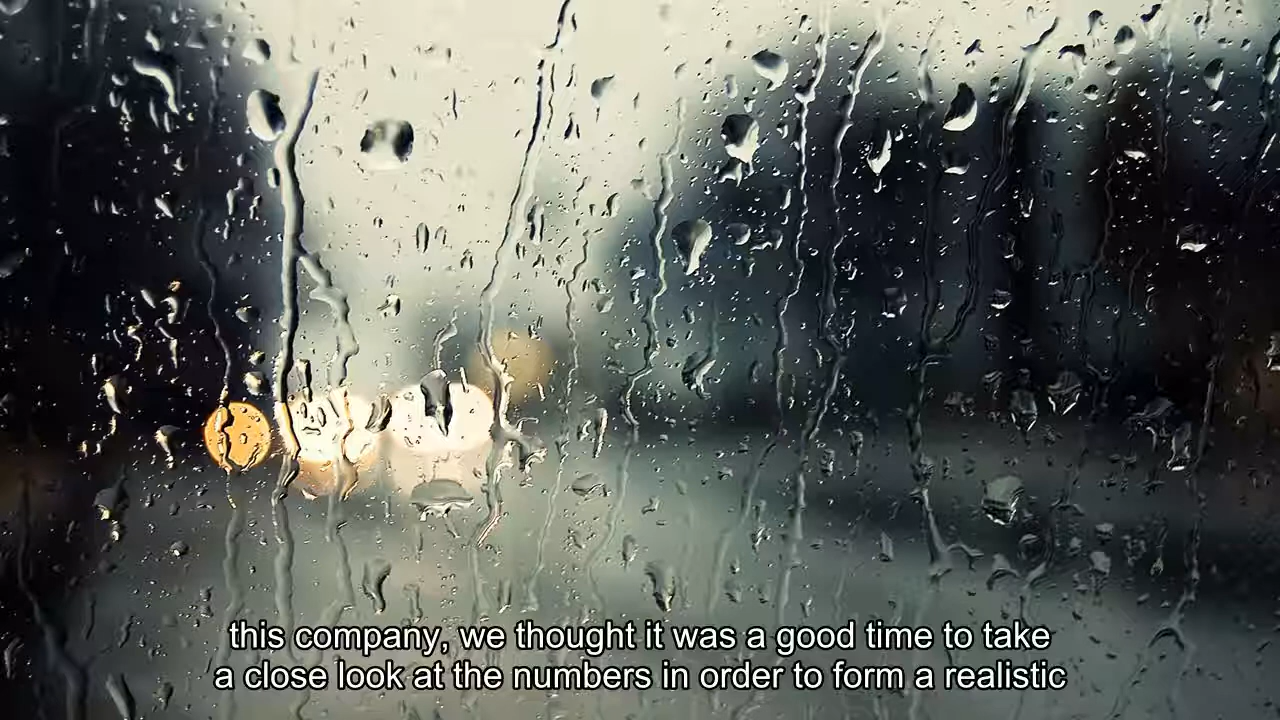 this company, we thought it was a good time to take
a close look at the numbers in order to form a realistic